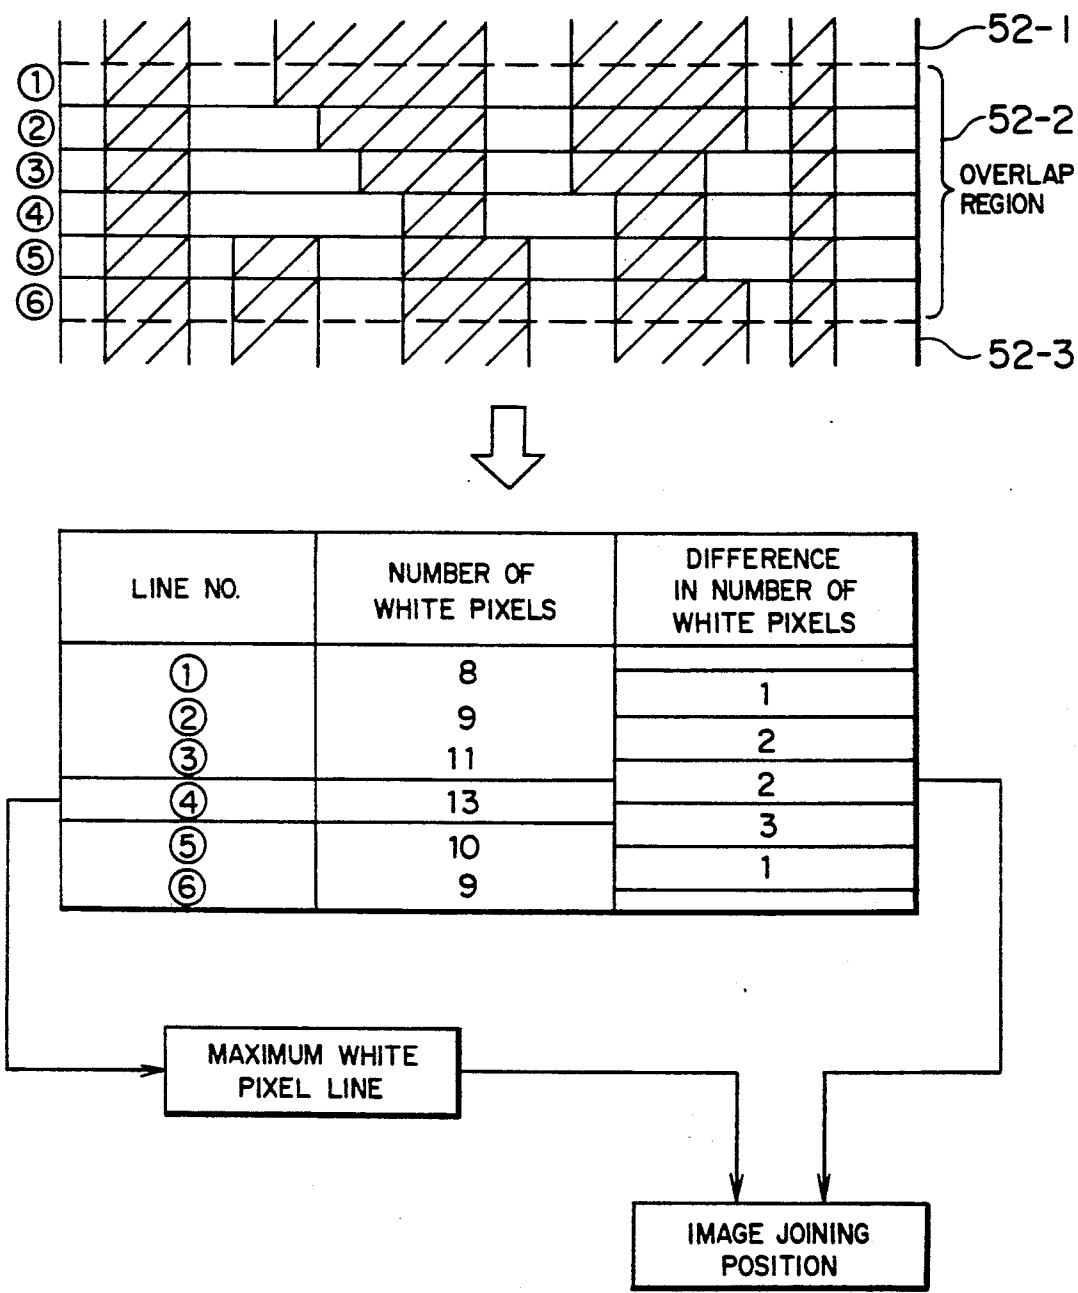 52-1
①
②
52-2
③
OVERLAP
REGION
④
⑤
⑥
52-3
LINE NO.
NUMBER OF
WHITE PIXELS
DIFFERENCE
IN NUMBER OF
WHITE PIXELS
① 8
1
② 9
2
③ 11
2
④ 13
3
⑤ 10
1
⑥ 9
MAXIMUM WHITE
PIXEL LINE
IMAGE JOINING
POSITION